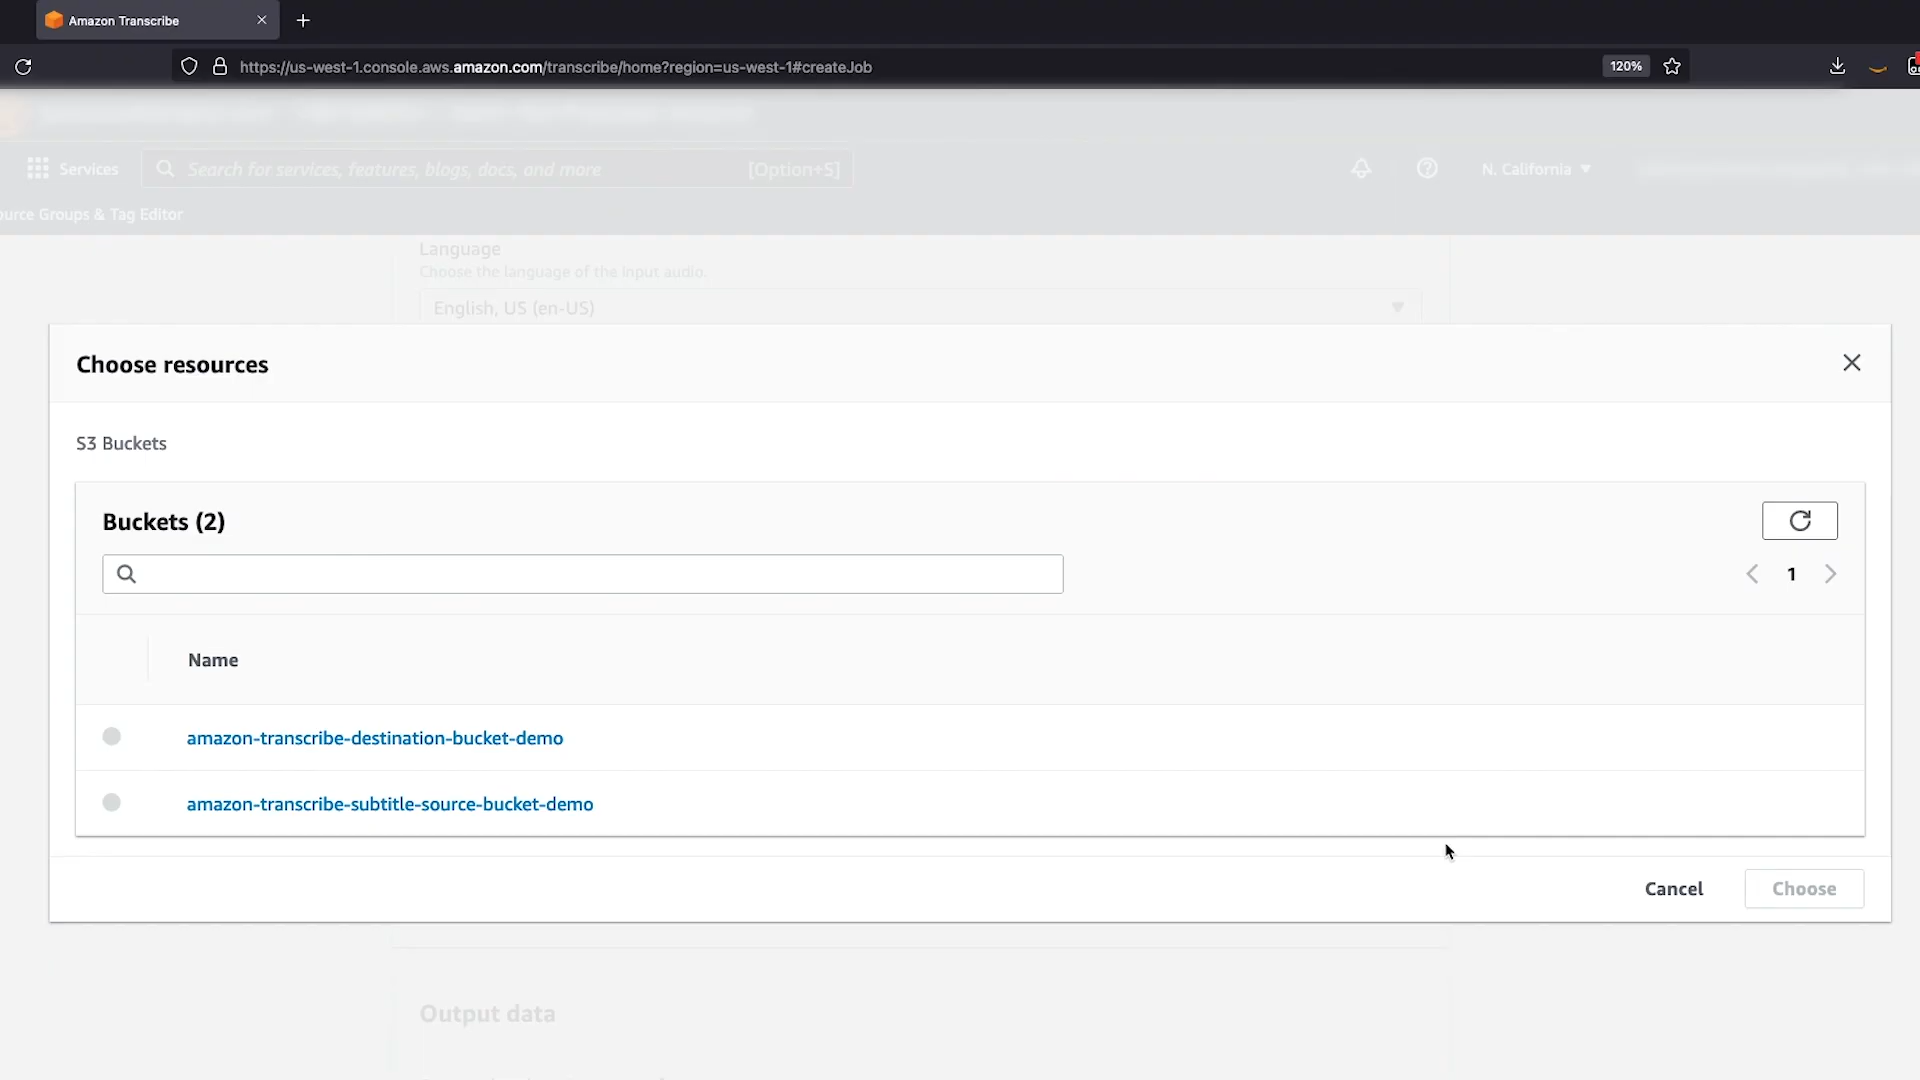 Amazon Transcribe
https://us-west-1.console.aws.amazon.com/transcribe/home?region=us-west-1#createJob
120%
Services
Search for services, features, blogs, docs, and more
[Option+S]
N. California
ource Groups & Tag Editor
Language
Choose the language of the input audio.
English, US (en-US)
Choose resources
S3 Buckets
Buckets (2)
1
Name
amazon-transcribe-destination-bucket-demo
amazon-transcribe-subtitle-source-bucket-demo
Cancel
Choose
Output data